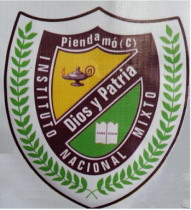 Piendamó (C)
INSTITUTO
NACIONAL
MIXTO
Dios y Patria